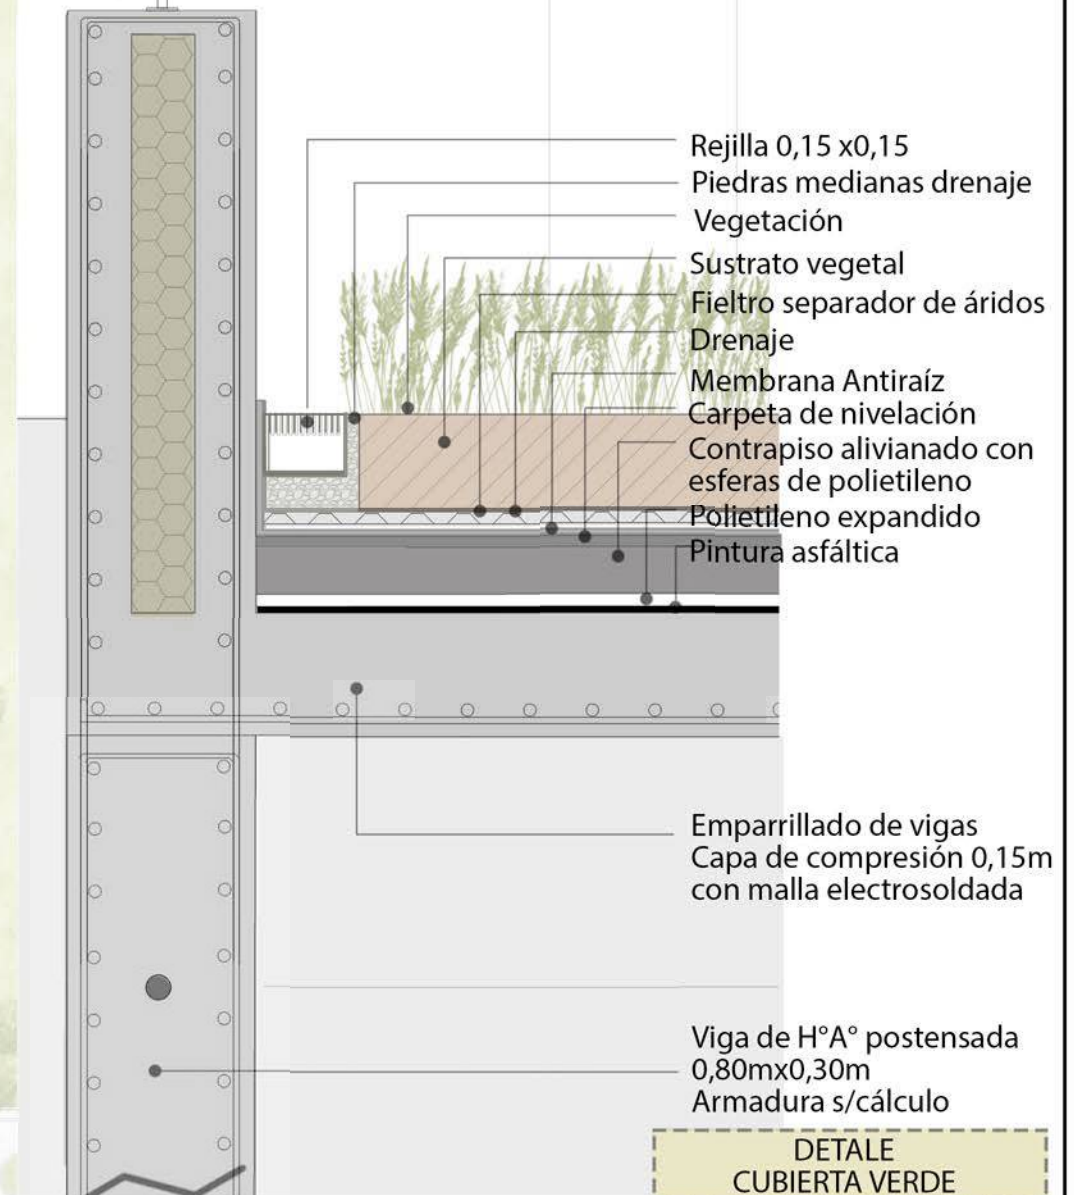 Rejilla 0,15 x0,15
Piedras medianas drenaje
Vegetación
Sustrato vegetal
Fieltro separador de áridos
Drenaje
Membrana Antiraíz
Carpeta de nivelación
Contrapiso alivianado con
esferas de polietileno
Polietileno expandido
Pintura asfáltica
Emparrillado de vigas
Capa de compresión 0,15m
con malla electrosoldada
Viga de H°A° postensada
0,80mx0,30m
Armadura s/cálculo
DETALE
CUBIERTA VERDE